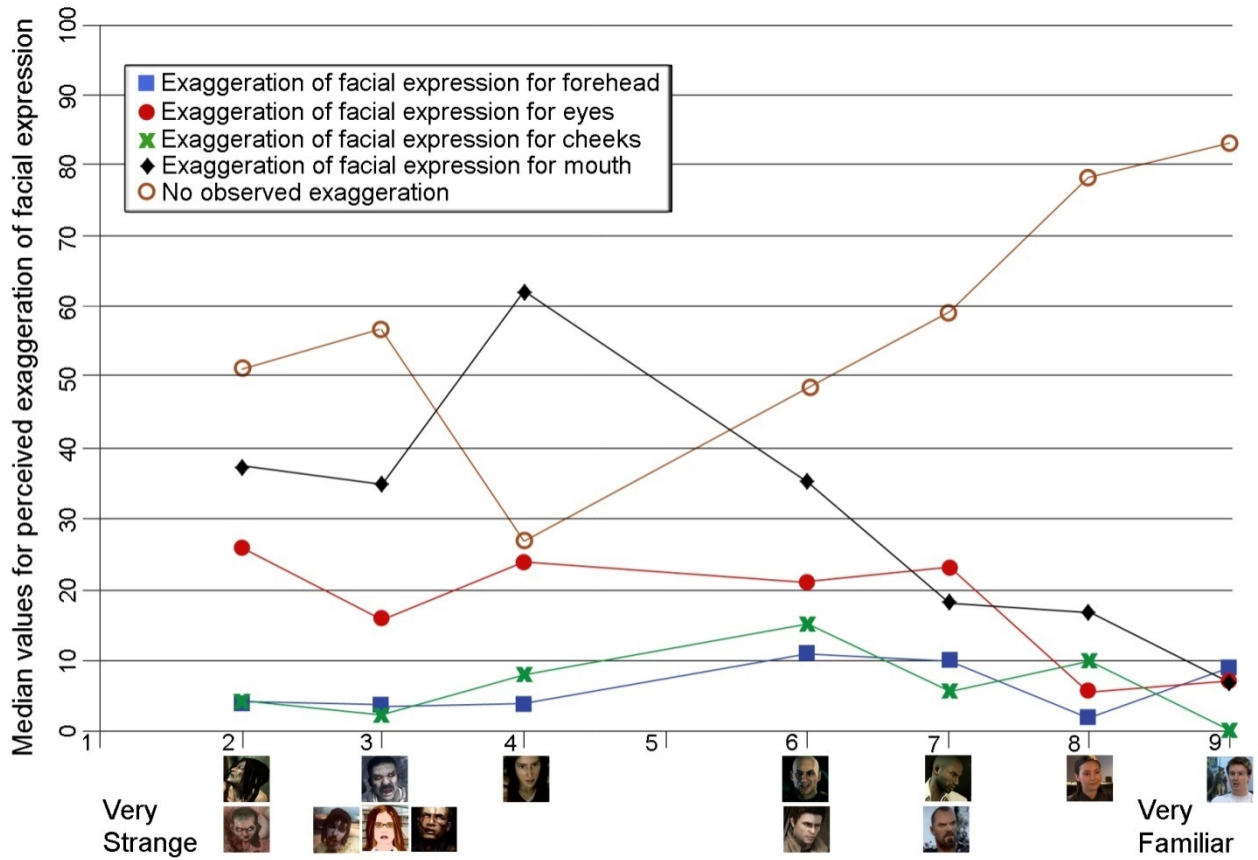 Median values for perceived exaggeration of facial expression
100
90
80
70
60
50
40
30
20
10
0
Exaggeration of facial expression for forehead
Exaggeration of facial expression for eyes
Exaggeration of facial expression for cheeks
Exaggeration of facial expression for mouth
No observed exaggeration
1 2 3 4 5 6 7 8 9
Very
Strange
Very
Familiar